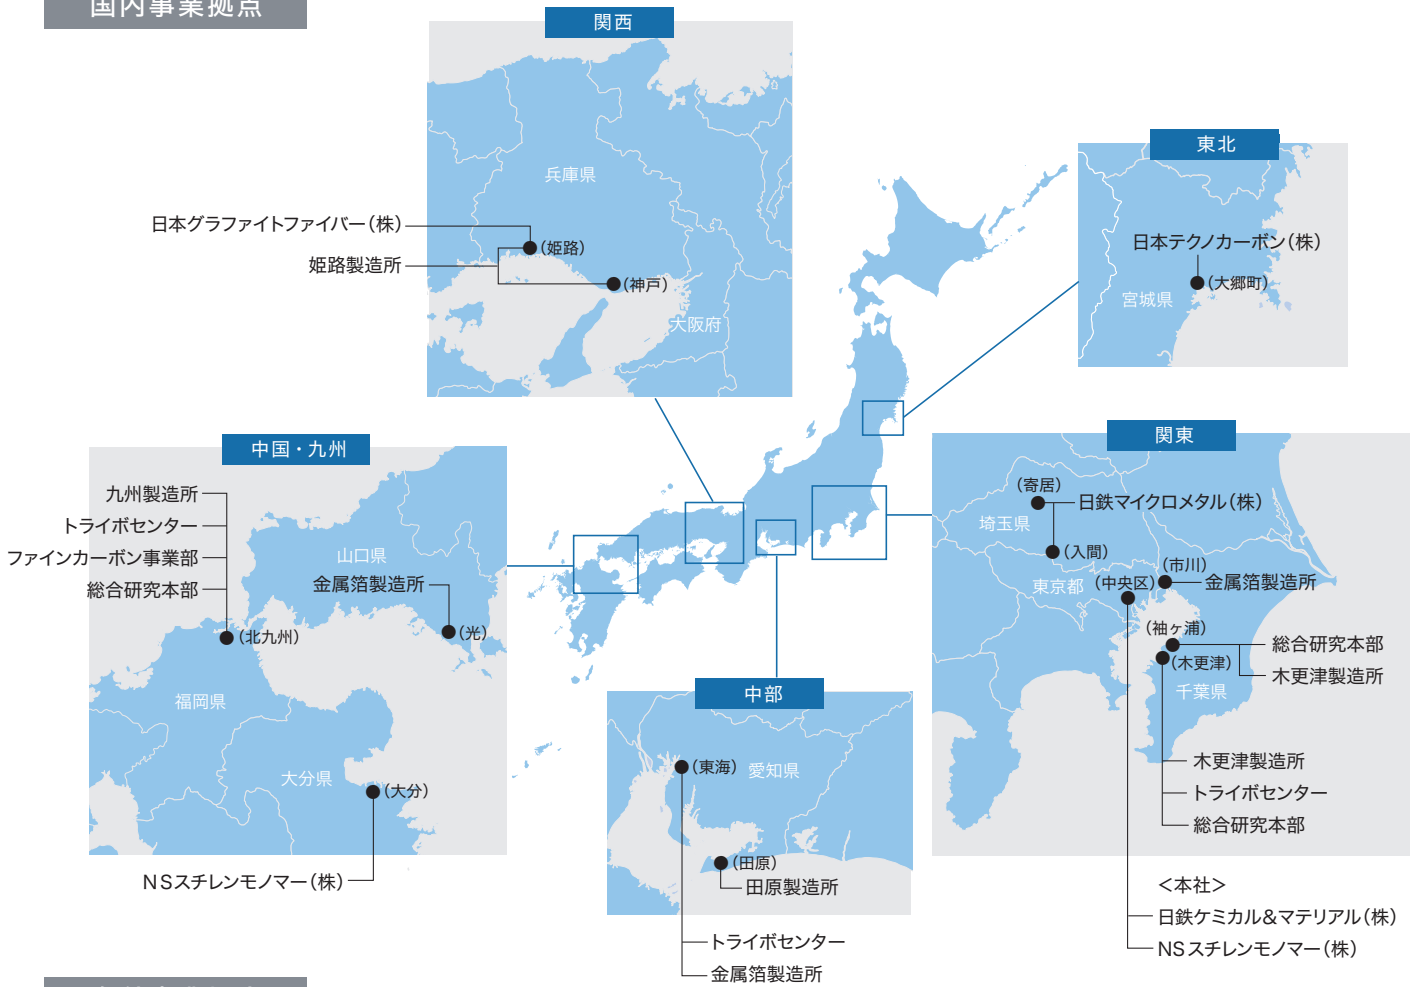 国内事業拠点
関西
兵庫県
日本グラファイトファイバー(株)
(姫路)
姫路製造所
(神戸)
大阪府
東北
日本テクノカーボン(株)
(大郷町)
宮城県
中国・九州
九州製造所
トライボセンター
ファインカーボン事業部
総合研究本部
(北九州)
山口県
金属箔製造所
(光)
福岡県
大分県
(大分)
NSスチレンモノマー(株)
中部
(東海)
愛知県
(田原)
田原製造所
トライボセンター
金属箔製造所
関東
(寄居)
日鉄マイクロメタル(株)
埼玉県
(入間)
(市川)
東京都
(中央区)
金属箔製造所
(袖ヶ浦)
総合研究本部
(木更津)
木更津製造所
千葉県
木更津製造所
トライボセンター
総合研究本部
<本社>
日鉄ケミカル&マテリアル(株)
NSスチレンモノマー(株)